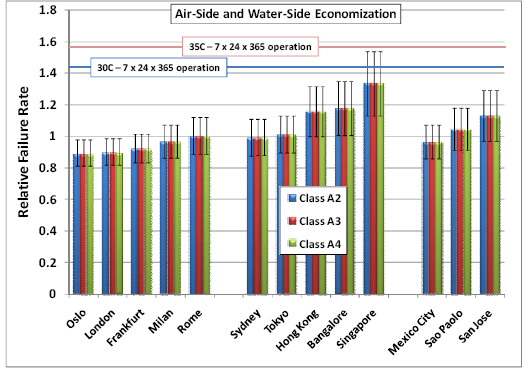 Air-Side and Water-Side Economization
35C – 7 x 24 x 365 operation
30C – 7 x 24 x 365 operation
Relative Failure Rate
1.8
1.6
1.4
1.2
1
0.8
0.6
0.4
0.2
0
Class A2
Class A3
Class A4
Oslo
London
Frankfurt
Milan
Rome
Sydney
Tokyo
Hong Kong
Bangalore
Singapore
Mexico City
Sao Paolo
San Jose